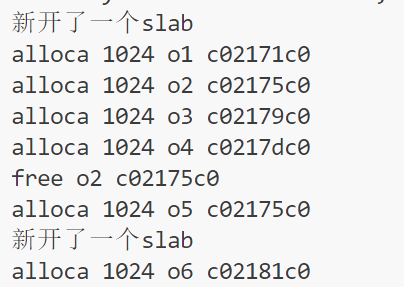 新开了一个slab
alloca 1024 o1 c02171c0
alloca 1024 o2 c02175c0
alloca 1024 o3 c02179c0
alloca 1024 o4 c0217dc0
free o2 c02175c0
alloca 1024 o5 c02175c0
新开了一个slab
alloca 1024 o6 c02181c0